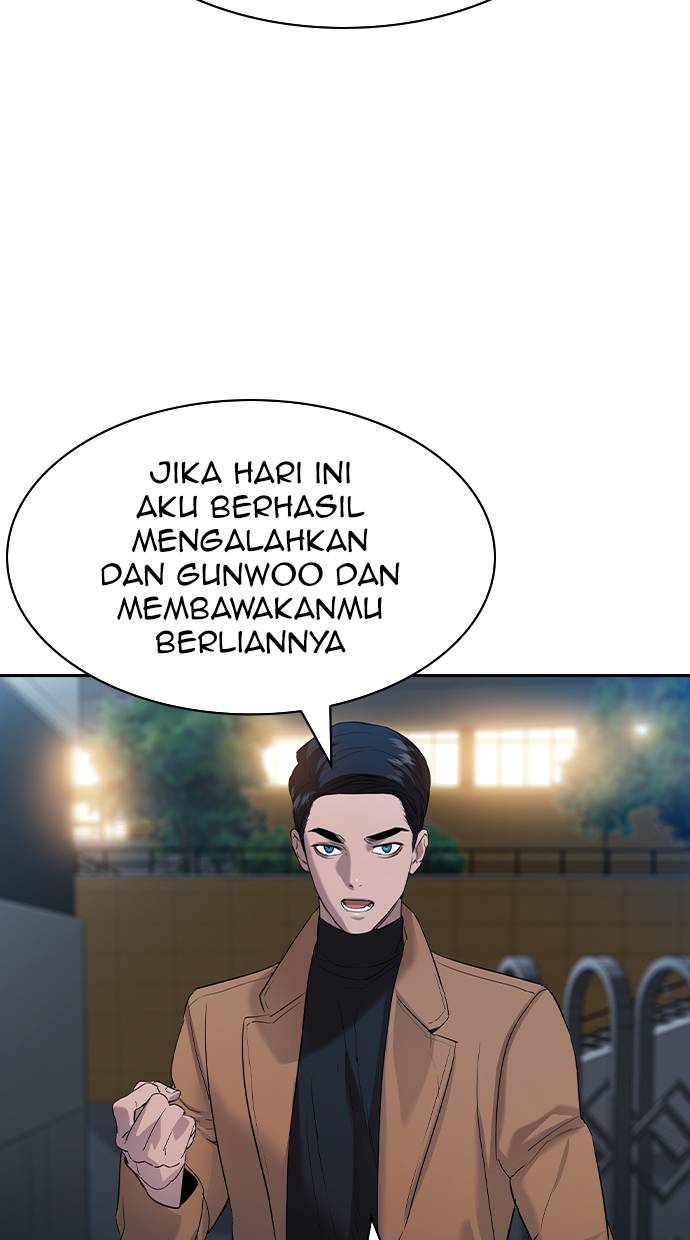 JIKA HARI INI
AKU BERHASIL
MENGALAHKAN
DAN GUNWOO DAN
MEMBAWAKANMU
BERLIANNYA